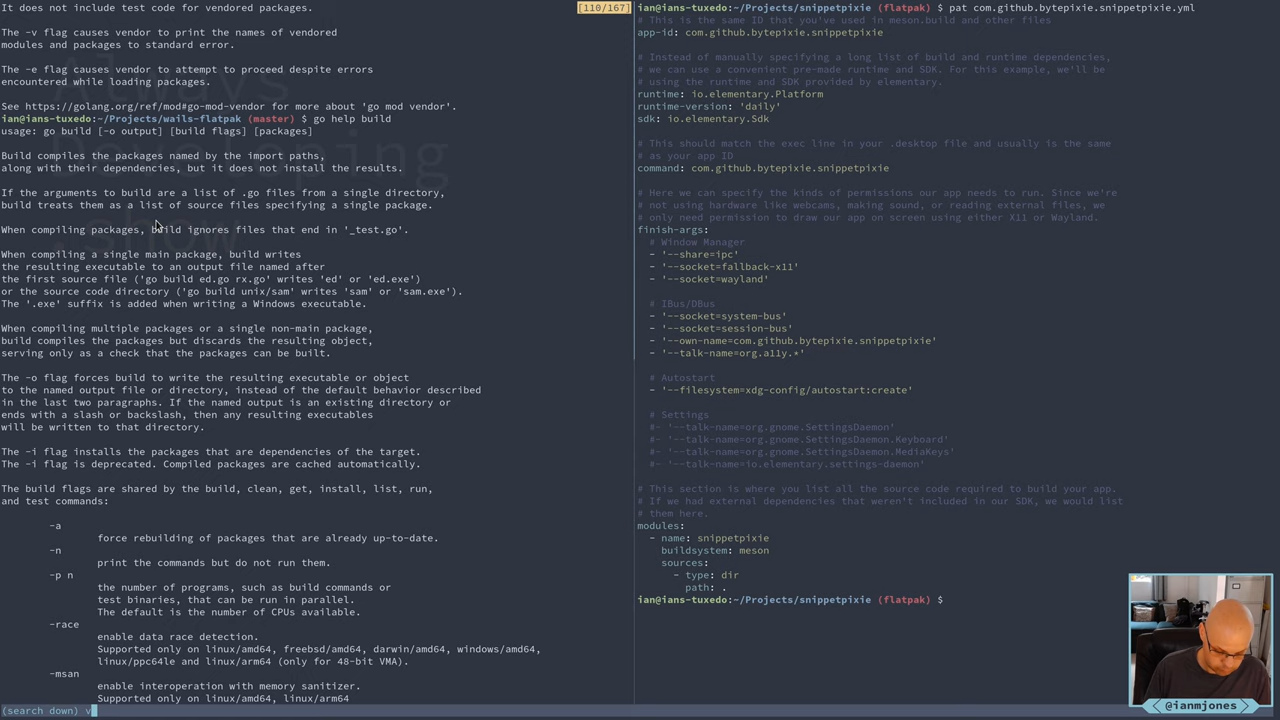 It does not include test code for vendored packages.
[110/167]
The -v flag causes vendor to print the names of vendored
modules and packages to standard error.
The -e flag causes vendor to attempt to proceed despite errors
encountered while loading packages.
See https://golang.org/ref/mod#go-mod-vendor for more about 'go mod vendor'.
ian@ians-tuxedo:~/Projects/wails-flatpak (master) $ go help build
usage: go build [-o output] [build flags] [packages]
Build compiles the packages named by the import paths,
along with their dependencies, but it does not install the results.
If the arguments to build are a list of .go files from a single directory,
build treats them as a list of source files specifying a single package.
When compiling packages, build ignores files that end in '_test.go'.
When compiling a single main package, build writes
the resulting executable to an output file named after
the first source file ('go build ed.go rx.go' writes 'ed' or 'ed.exe')
or the source code directory ('go build unix/sam' writes 'sam' or 'sam.exe').
The '.exe' suffix is added when writing a Windows executable.
When compiling multiple packages or a single non-main package,
build compiles the packages but discards the resulting object,
serving only as a check that the packages can be built.
The -o flag forces build to write the resulting executable or object
to the named output file or directory, instead of the default behavior described
in the last two paragraphs. If the named output is an existing directory or
ends with a slash or backslash, then any resulting executables
will be written to that directory.
The -i flag installs the packages that are dependencies of the target.
The -i flag is deprecated. Compiled packages are cached automatically.
The build flags are shared by the build, clean, get, install, list, run,
and test commands:
-a
force rebuilding of packages that are already up-to-date.
-n
print the commands but do not run them.
-p n
the number of programs, such as build commands or
test binaries, that can be run in parallel.
The default is the number of CPUs available.
-race
enable data race detection.
Supported only on linux/amd64, freebsd/amd64, darwin/amd64, windows/amd64,
linux/ppc64le and linux/arm64 (only for 48-bit VMA).
-msan
enable interoperation with memory sanitizer.
Supported only on linux/amd64, linux/arm64
(search down) v
Always
Developing
.show
ian@ians-tuxedo:~/Projects/snippetpixie (flatpak) $ pat com.github.bytepixie.snippetpixie.yml
# This is the same ID that you've used in meson.build and other files
app-id: com.github.bytepixie.snippetpixie
# Instead of manually specifying a long list of build and runtime dependencies,
# we can use a convenient pre-made runtime and SDK. For this example, we'll be
# using the runtime and SDK provided by elementary.
runtime: io.elementary.Platform
runtime-version: 'daily'
sdk: io.elementary.Sdk
# This should match the exec line in your .desktop file and usually is the same
# as your app ID
command: com.github.bytepixie.snippetpixie
# Here we can specify the kinds of permissions our app needs to run. Since we're
# not using hardware like webcams, making sound, or reading external files, we
# only need permission to draw our app on screen using either X11 or Wayland.
finish-args:
# Window Manager
- '--share=ipc'
- '--socket=fallback-x11'
- '--socket=wayland'
# IBus/DBus
- '--socket=system-bus'
- '--socket=session-bus'
- '--own-name=com.github.bytepixie.snippetpixie'
- '--talk-name=org.a11y.*'
# Autostart
- '--filesystem=xdg-config/autostart:create'
# Settings
#- '--talk-name=org.gnome.SettingsDaemon'
#- '--talk-name=org.gnome.SettingsDaemon.Keyboard'
#- '--talk-name=org.gnome.SettingsDaemon.MediaKeys'
#- '--talk-name=io.elementary.settings-daemon'
# This section is where you list all the source code required to build your app.
# If we had external dependencies that weren't included in our SDK, we would list
# them here.
modules:
- name: snippetpixie
buildsystem: meson
sources:
- type: dir
path: .
ian@ians-tuxedo:~/Projects/snippetpixie (flatpak) $
@ianmjones